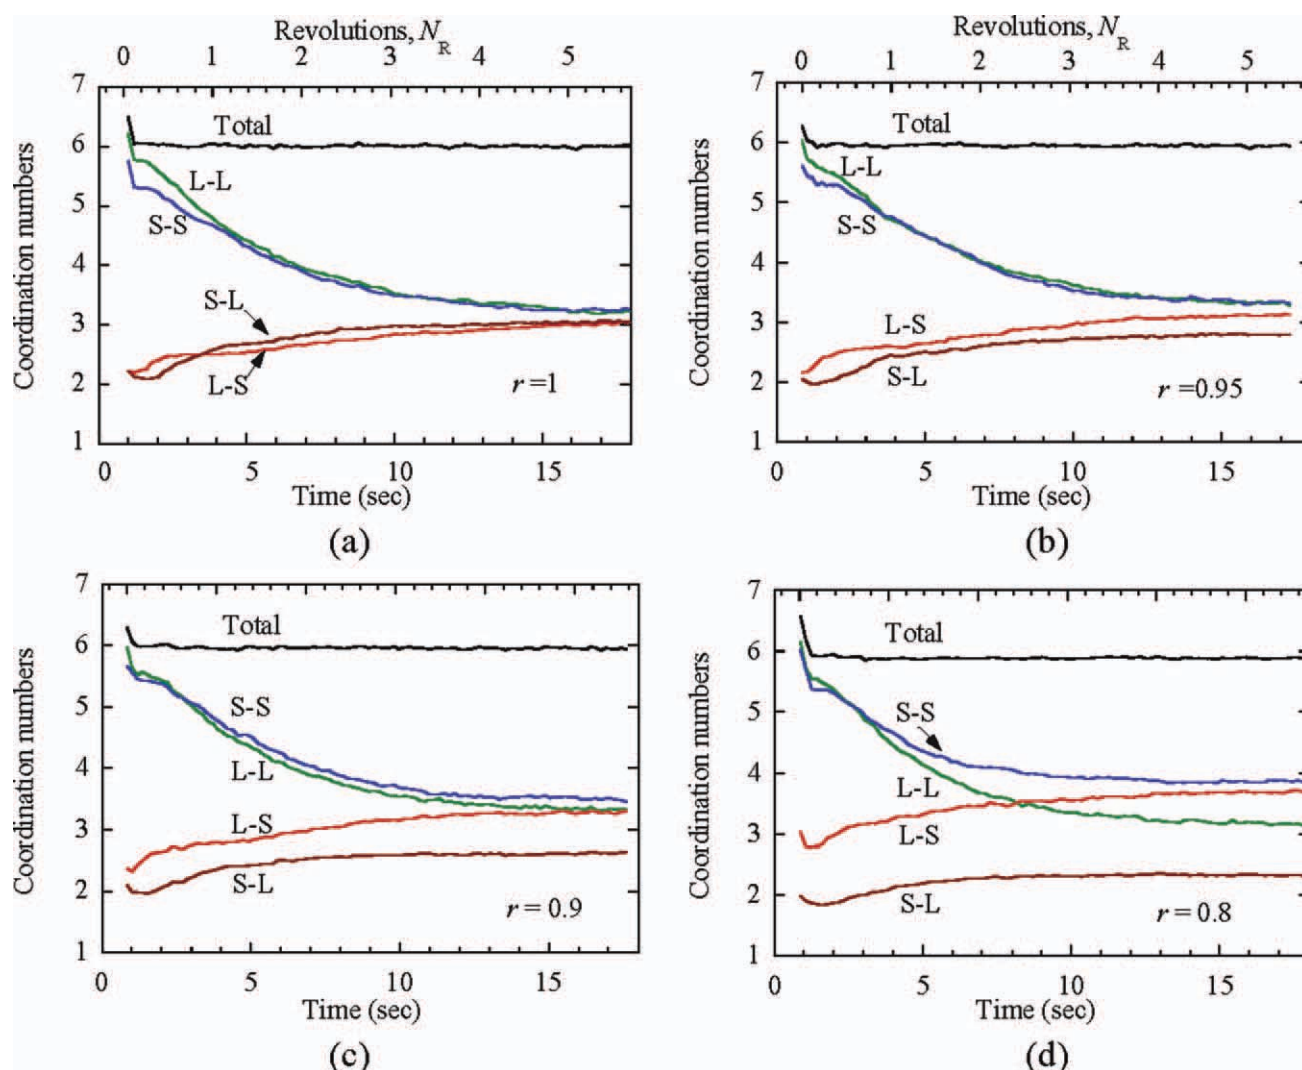 Revolutions, N_R
0 1 2 3 4 5
7
6
5
4
3
2
1
Coordination numbers
Total
L-L
S-S
S-L
L-S
r =1
0 5 10 15
Time (sec)
(a)
Revolutions, N_R
0 1 2 3 4 5
7
6
5
4
3
2
1
Coordination numbers
Total
L-L
S-S
L-S
S-L
r =0.95
0 5 10 15
Time (sec)
(b)
7
6
5
4
3
2
1
Coordination numbers
Total
S-S
L-L
L-S
S-L
r = 0.9
0 5 10 15
Time (sec)
(c)
7
6
5
4
3
2
1
Coordination numbers
Total
S-S
L-L
L-S
S-L
r = 0.8
0 5 10 15
Time (sec)
(d)